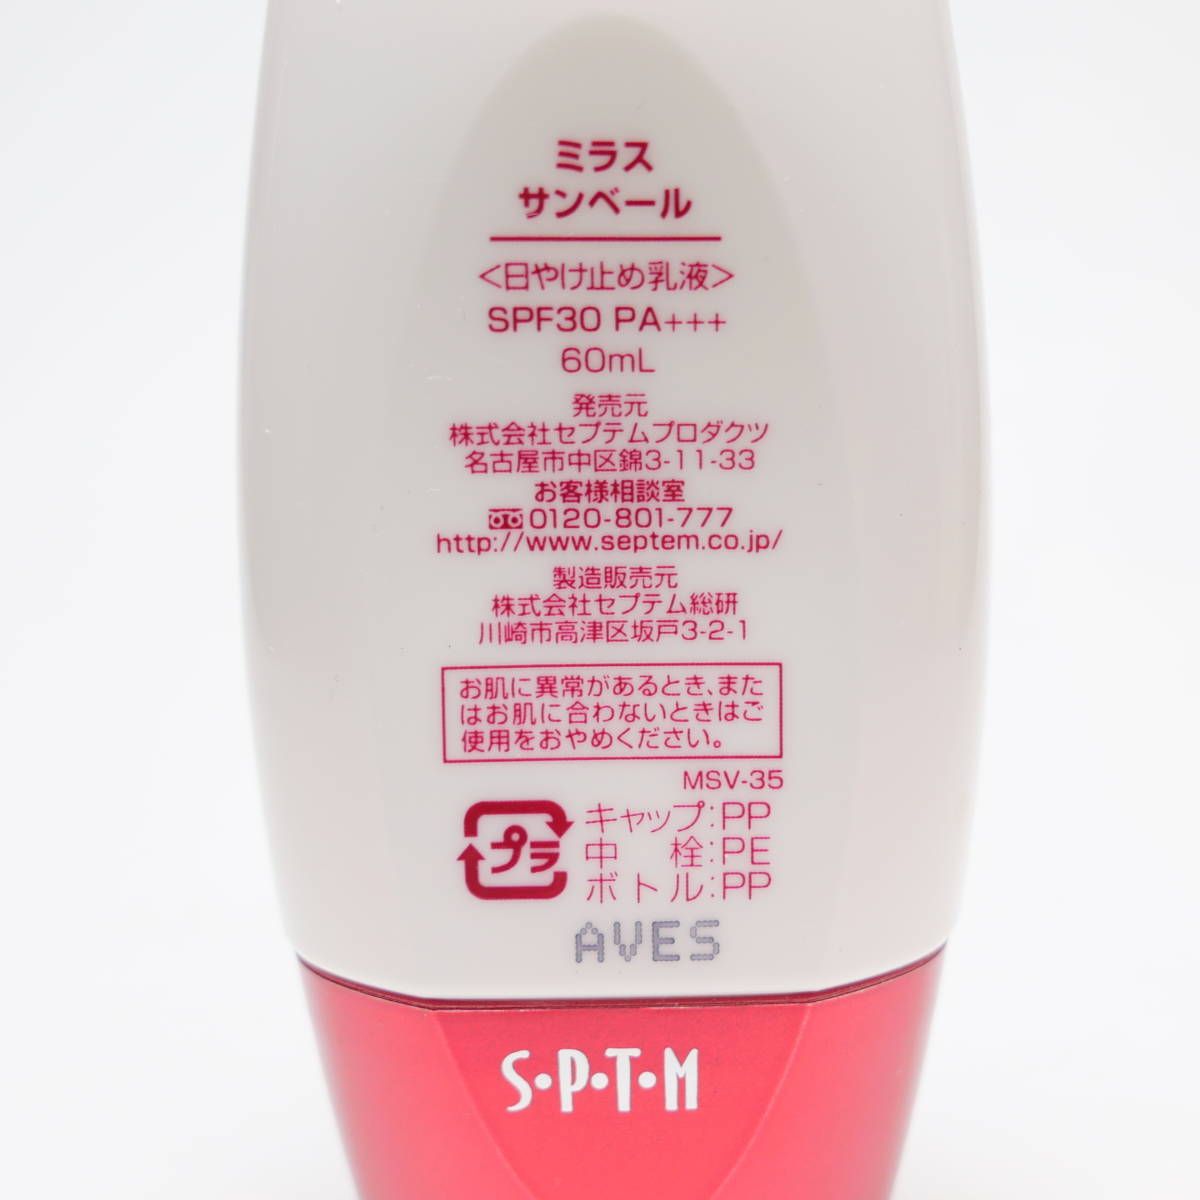 ミラス
サンベール
＜日やけ止め乳液＞
SPF30 PA+++
60mL
発売元
株式会社セプテムプロダクツ
名古屋市中区錦3-11-33
お客様相談室
0120-801-777
http://www.septem.co.jp/
製造販売元
株式会社セプテム総研
川崎市高津区坂戸3-2-1
お肌に異常があるとき、また
はお肌に合わないときはご
使用をおやめください。
MSV-35
プラ
キャップ:PP
中　栓:PE
ボトル:PP
AVES
S・P・T・M